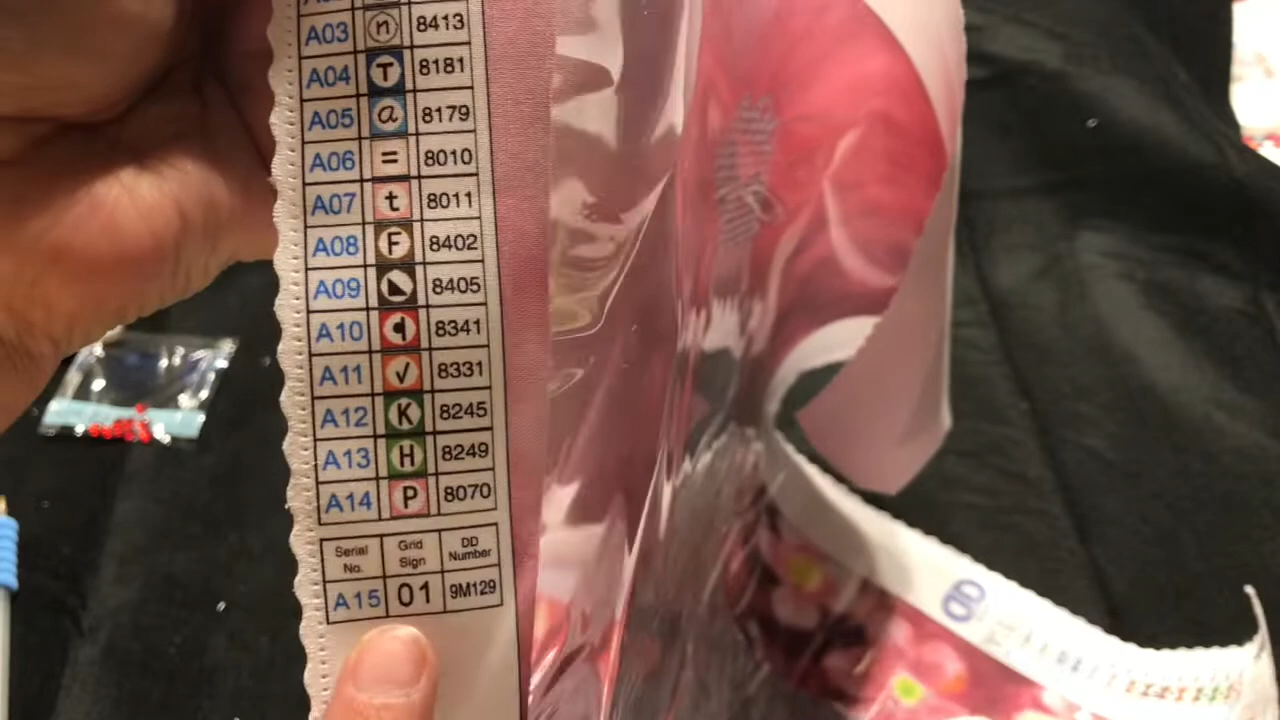 A03 n 8413
A04 T 8181
A05 a 8179
A06 = 8010
A07 t 8011
A08 F 8402
A09 8405
A10 8341
A11 √ 8331
A12 K 8245
A13 H 8249
A14 P 8070
Serial No. Grid Sign DD Number
A15 01 9M129